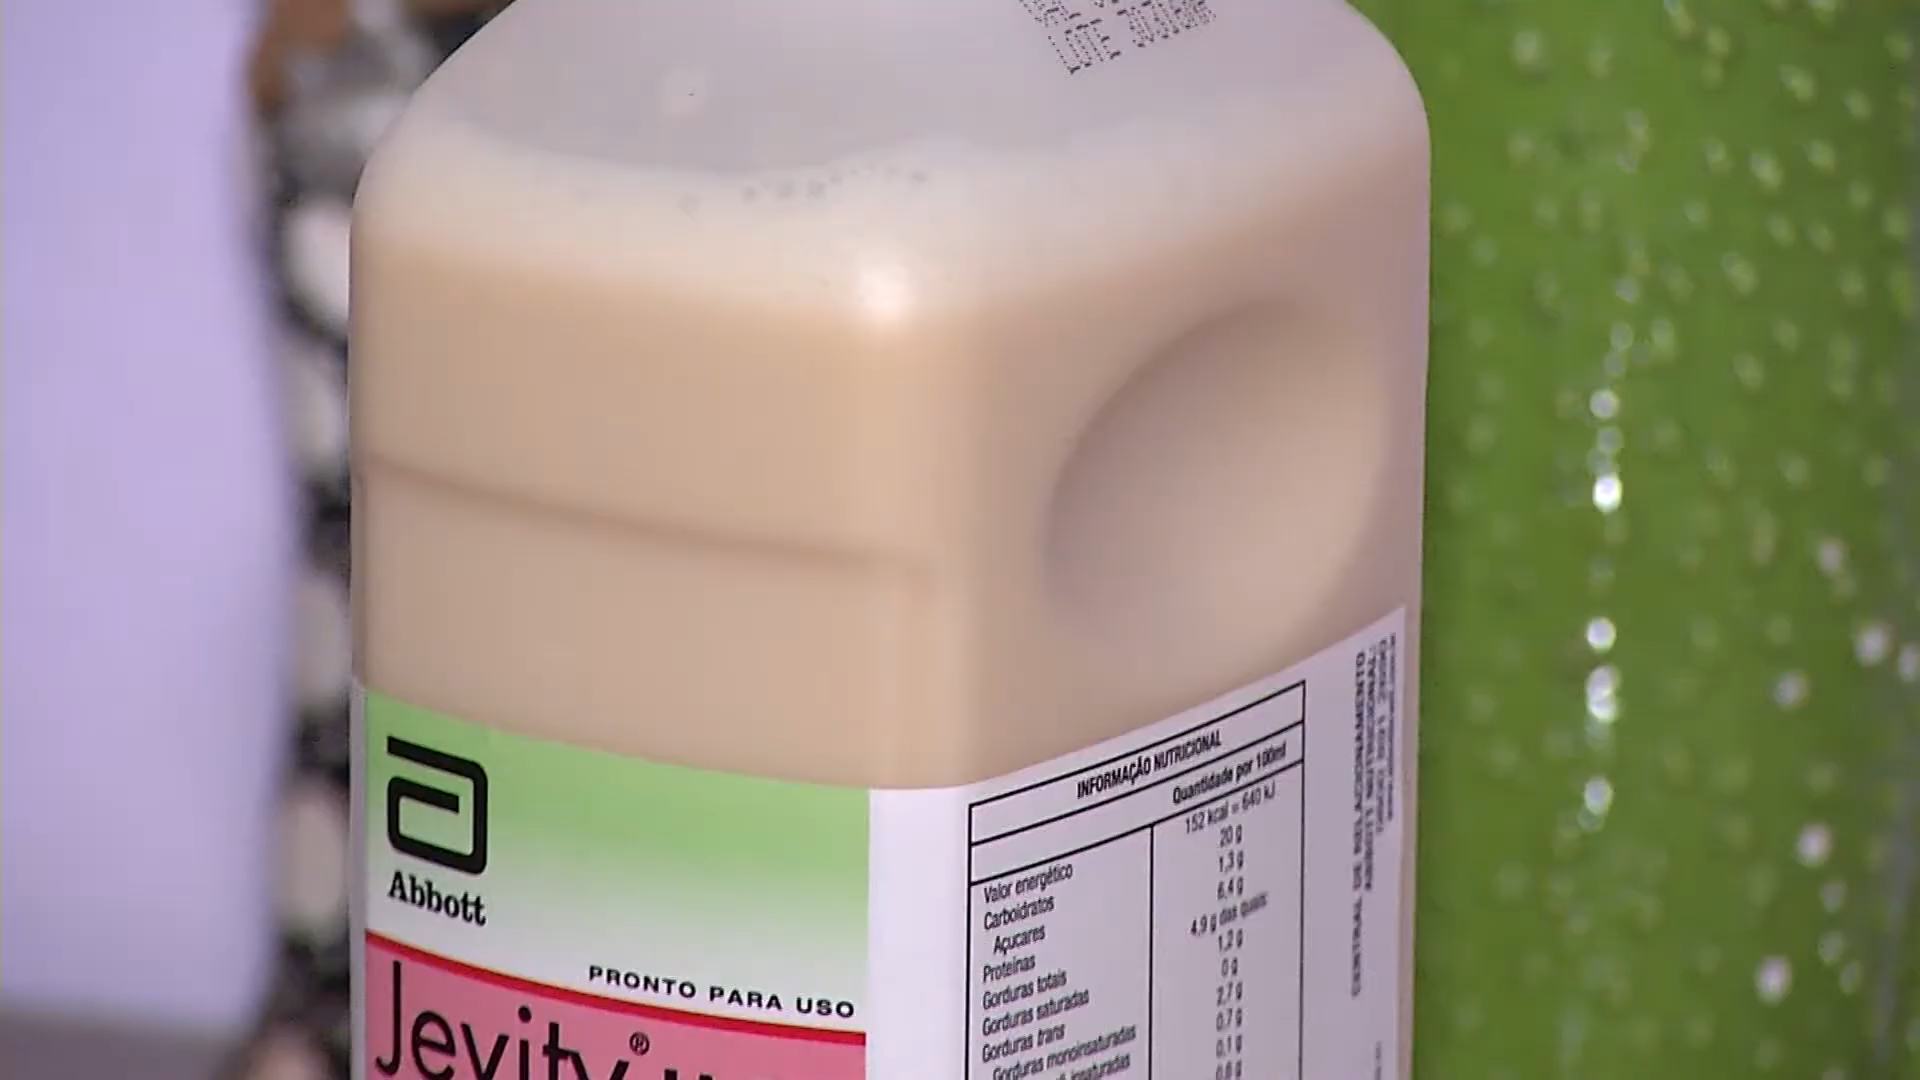 LOTE
Abbott
PRONTO PARA USO
Jevity®
INFORMAÇÃO NUTRICIONAL
Quantidade por 100ml
Valor energético 152 kcal = 640 kJ
Carboidratos 20 g
Açucares 1,3 g
Proteínas 6,4 g
Gorduras totais 4,9 g das quais:
Gorduras saturadas 1,2 g
Gorduras trans 0 g
Gorduras monoinsaturadas 2,7 g
0,7 g
0,1 g
CENTRAL DE RELACIONAMENTO
ABBOTT NUTRICIONAL